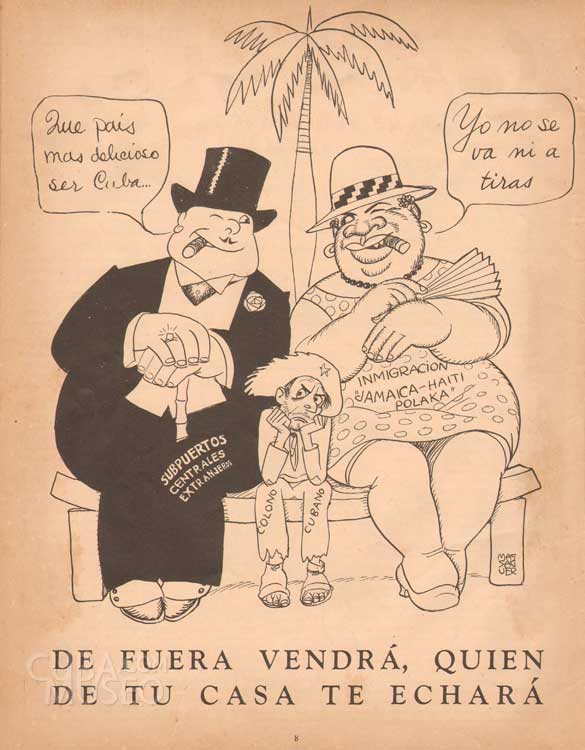 Que país
mas delicioso
ser Cuba...
Yo no se
va ni a
tiras
INMIGRACION
"JAMAICA-HAITI
POLAKA"
SUBPUERTOS
CENTRALES
EXTRANJEROS
COLONO
CUBANO
DE FUERA VENDRÁ, QUIEN
DE TU CASA TE ECHARÁ
8